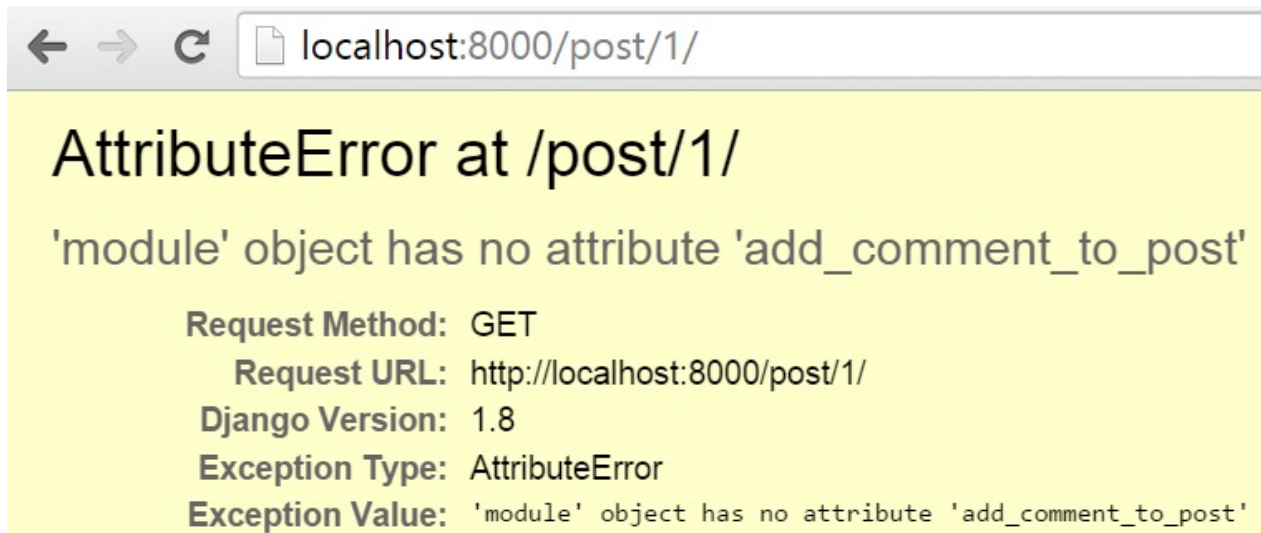 localhost:8000/post/1/
AttributeError at /post/1/
'module' object has no attribute 'add_comment_to_post'
Request Method: GET
Request URL: http://localhost:8000/post/1/
Django Version: 1.8
Exception Type: AttributeError
Exception Value: 'module' object has no attribute 'add_comment_to_post'